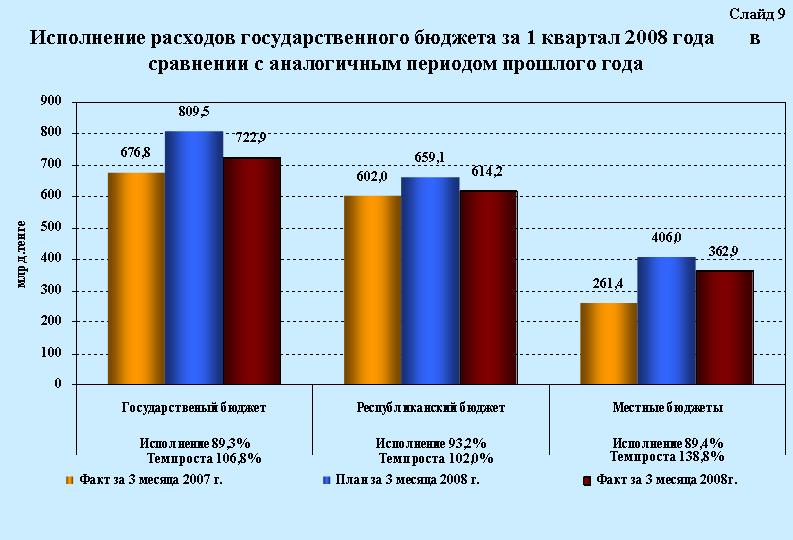 Слайд 9
Исполнение расходов государственного бюджета за 1 квартал 2008 года в
сравнении с аналогичным периодом прошлого года
млрд.тенге
900
800
700
600
500
400
300
200
100
0
676,8
809,5
722,9
602,0
659,1
614,2
261,4
406,0
362,9
Государственый бюджет
Республиканский бюджет
Местные бюджеты
Исполнение 89,3%
Исполнение 93,2%
Исполнение 89,4%
Темп роста 106,8%
Темп роста 102,0%
Темп роста 138,8%
Факт за 3 месяца 2007 г.
План за 3 месяца 2008 г.
Факт за 3 месяца 2008г.